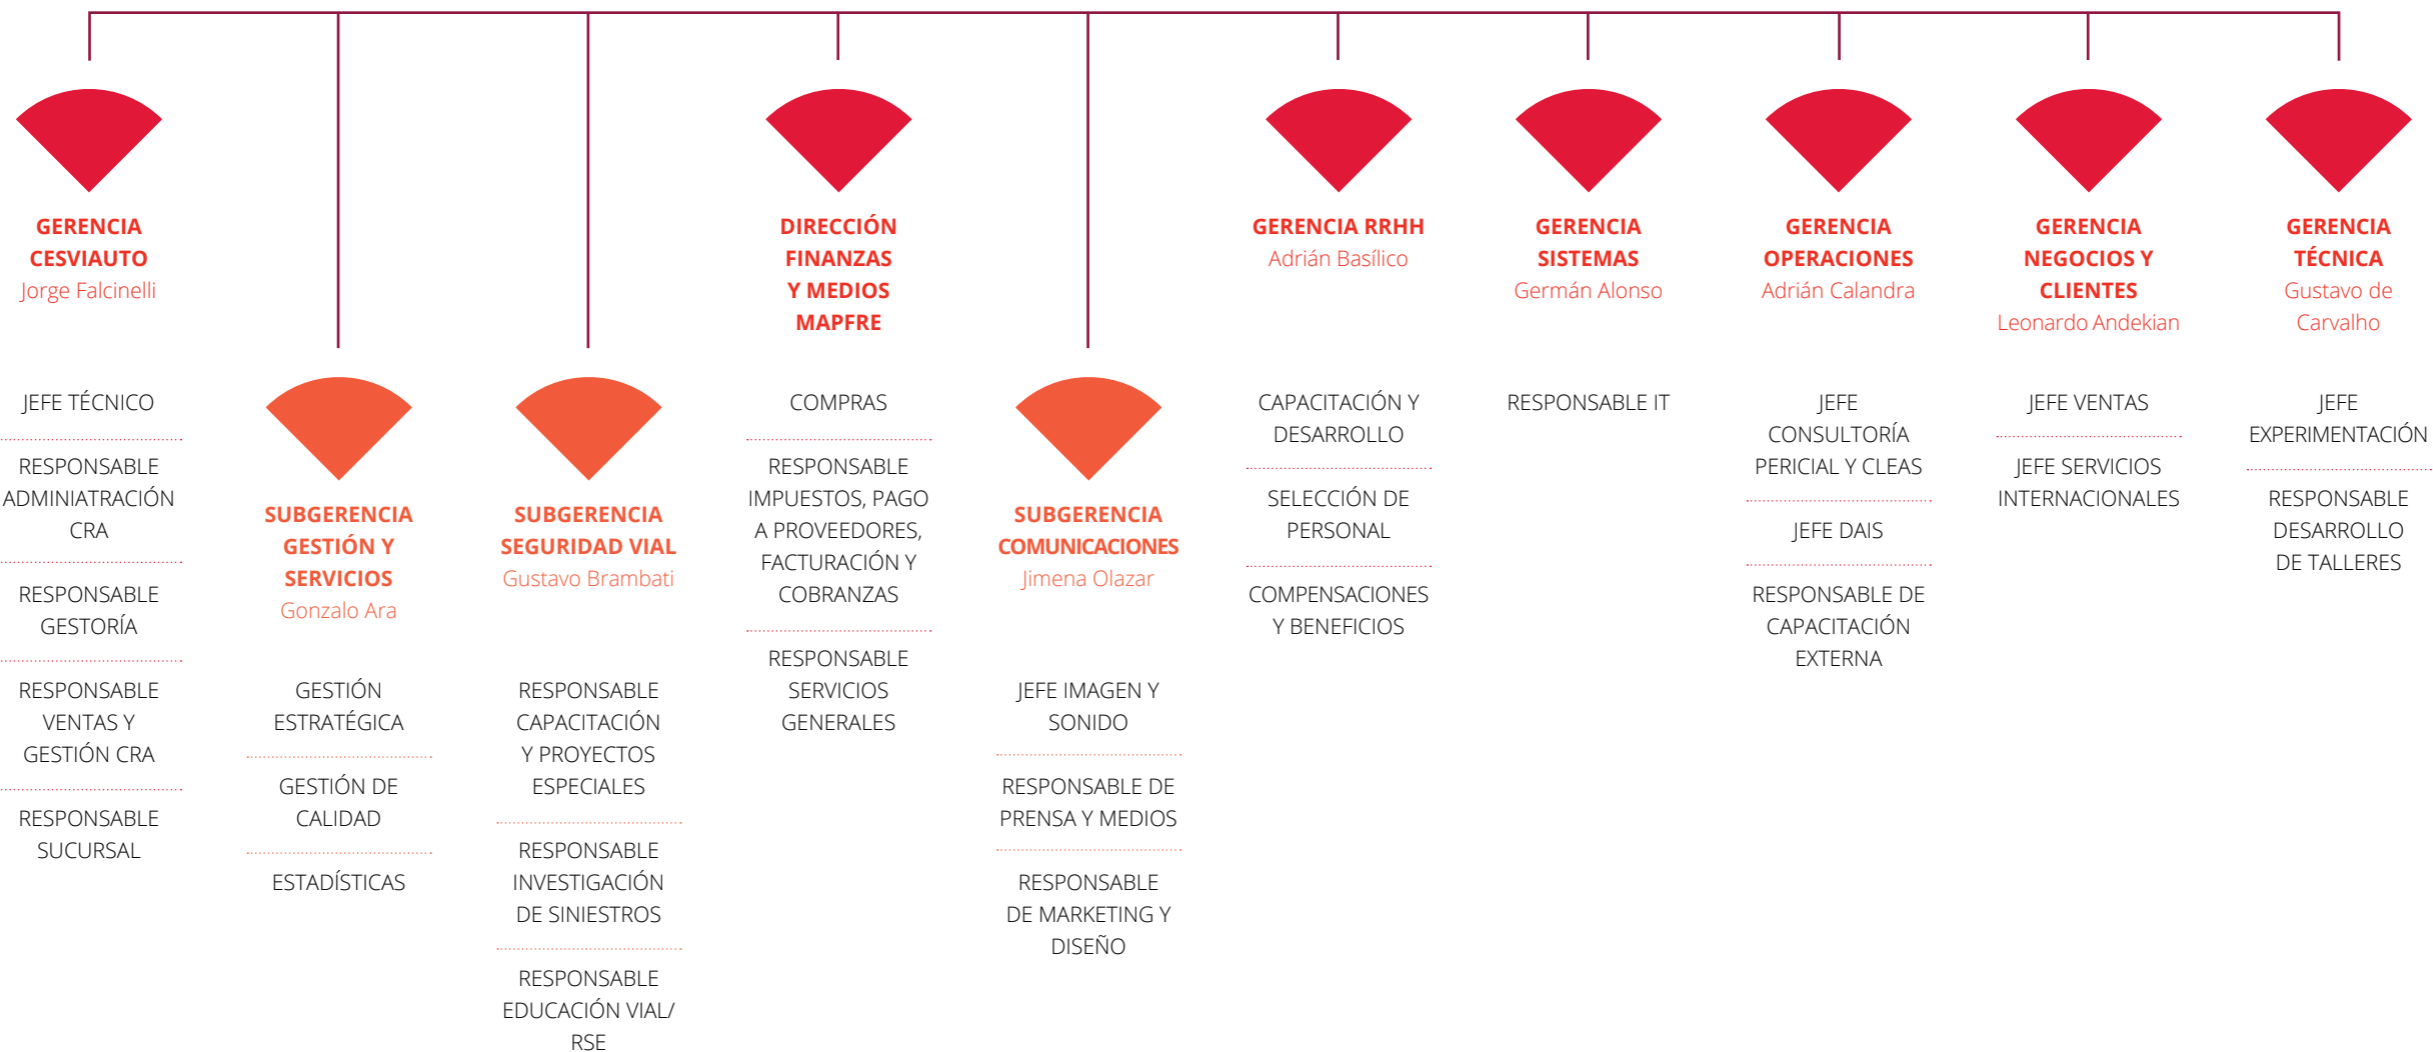 GERENCIA
CESVIAUTO
Jorge Falcinelli
JEFE TÉCNICO
RESPONSABLE
ADMINIATRACIÓN
CRA
RESPONSABLE
GESTORÍA
RESPONSABLE
VENTAS Y
GESTIÓN CRA
RESPONSABLE
SUCURSAL
SUBGERENCIA
GESTIÓN Y
SERVICIOS
Gonzalo Ara
GESTIÓN
ESTRATÉGICA
GESTIÓN DE
CALIDAD
ESTADÍSTICAS
SUBGERENCIA
SEGURIDAD VIAL
Gustavo Brambati
RESPONSABLE
CAPACITACIÓN
Y PROYECTOS
ESPECIALES
RESPONSABLE
INVESTIGACIÓN
DE SINIESTROS
RESPONSABLE
EDUCACIÓN VIAL/
RSE
DIRECCIÓN
FINANZAS
Y MEDIOS
MAPFRE
COMPRAS
RESPONSABLE
IMPUESTOS, PAGO
A PROVEEDORES,
FACTURACIÓN Y
COBRANZAS
RESPONSABLE
SERVICIOS
GENERALES
SUBGERENCIA
COMUNICACIONES
Jimena Olazar
JEFE IMAGEN Y
SONIDO
RESPONSABLE DE
PRENSA Y MEDIOS
RESPONSABLE
DE MARKETING Y
DISEÑO
GERENCIA RRHH
Adrián Basílico
CAPACITACIÓN Y
DESARROLLO
SELECCIÓN DE
PERSONAL
COMPENSACIONES
Y BENEFICIOS
GERENCIA
SISTEMAS
Germán Alonso
RESPONSABLE IT
GERENCIA
OPERACIONES
Adrián Calandra
JEFE
CONSULTORÍA
PERICIAL Y CLEAS
JEFE DAIS
RESPONSABLE DE
CAPACITACIÓN
EXTERNA
GERENCIA
NEGOCIOS Y
CLIENTES
Leonardo Andekian
JEFE VENTAS
JEFE SERVICIOS
INTERNACIONALES
GERENCIA
TÉCNICA
Gustavo de
Carvalho
JEFE
EXPERIMENTACIÓN
RESPONSABLE
DESARROLLO
DE TALLERES